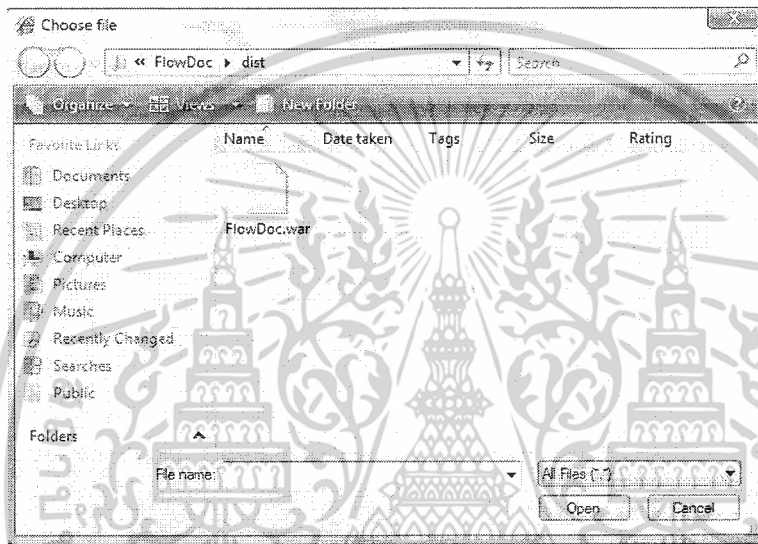 Choose file
« FlowDoc ▸ dist
Search
Organize Views New Folder
Favorite Links
Name Date taken Tags Size Rating
Documents
Desktop
Recent Places
FlowDoc.war
Computer
Pictures
Music
Recently Changed
Searches
Public
Folders
File name:
All Files (*.*)
Open Cancel